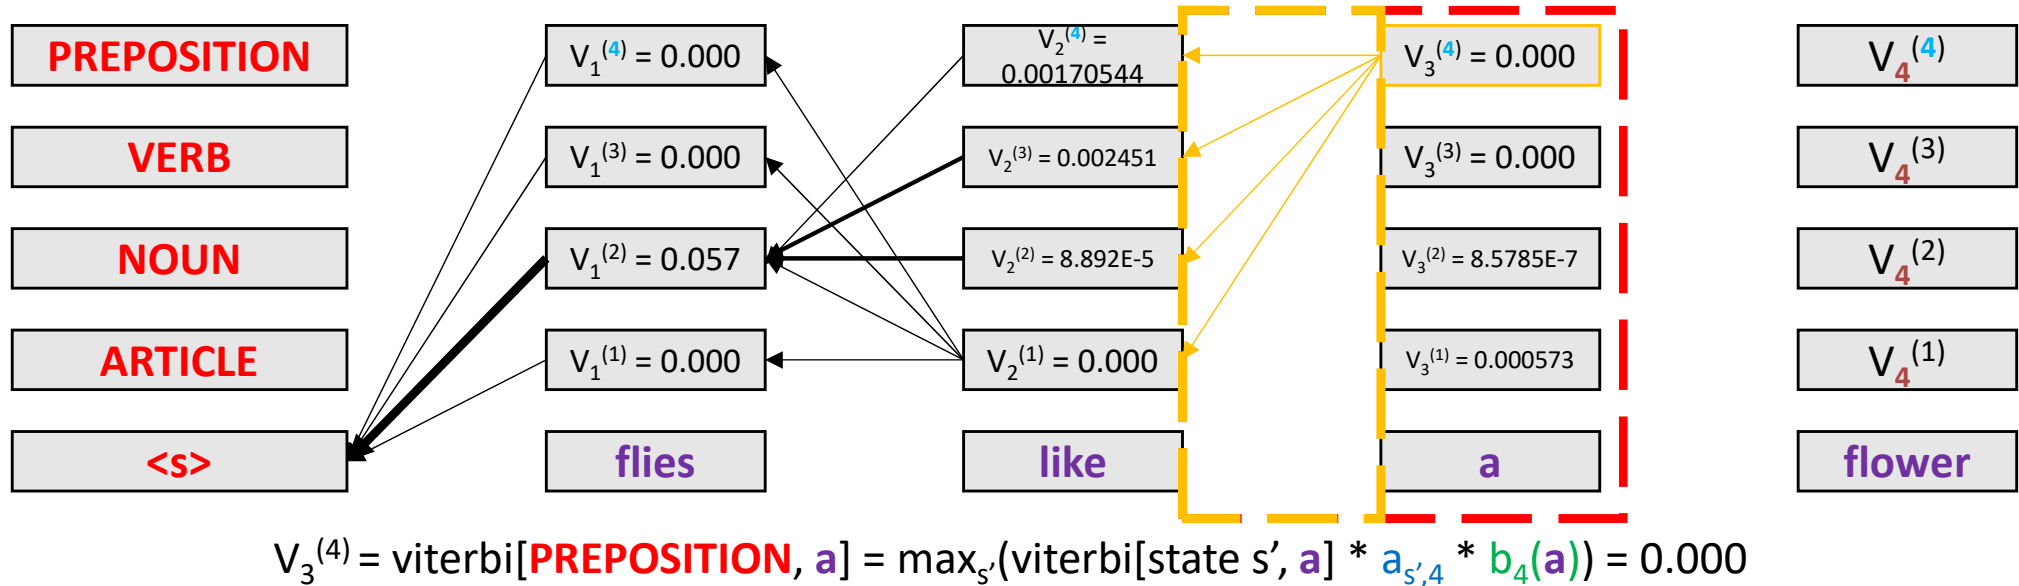 PREPOSITION V₁⁽⁴⁾ = 0.000 V₂⁽⁴⁾ = 0.00170544 V₃⁽⁴⁾ = 0.000 V₄⁽⁴⁾
VERB V₁⁽³⁾ = 0.000 V₂⁽³⁾ = 0.002451 V₃⁽³⁾ = 0.000 V₄⁽³⁾
NOUN V₁⁽²⁾ = 0.057 V₂⁽²⁾ = 8.892E-5 V₃⁽²⁾ = 8.5785E-7 V₄⁽²⁾
ARTICLE V₁⁽¹⁾ = 0.000 V₂⁽¹⁾ = 0.000 V₃⁽¹⁾ = 0.000573 V₄⁽¹⁾
<s> flies like a flower
V₃⁽⁴⁾ = viterbi[PREPOSITION, a] = maxₛ’(viterbi[state s’, a] * aₛ’,₄ * b₄(a)) = 0.000